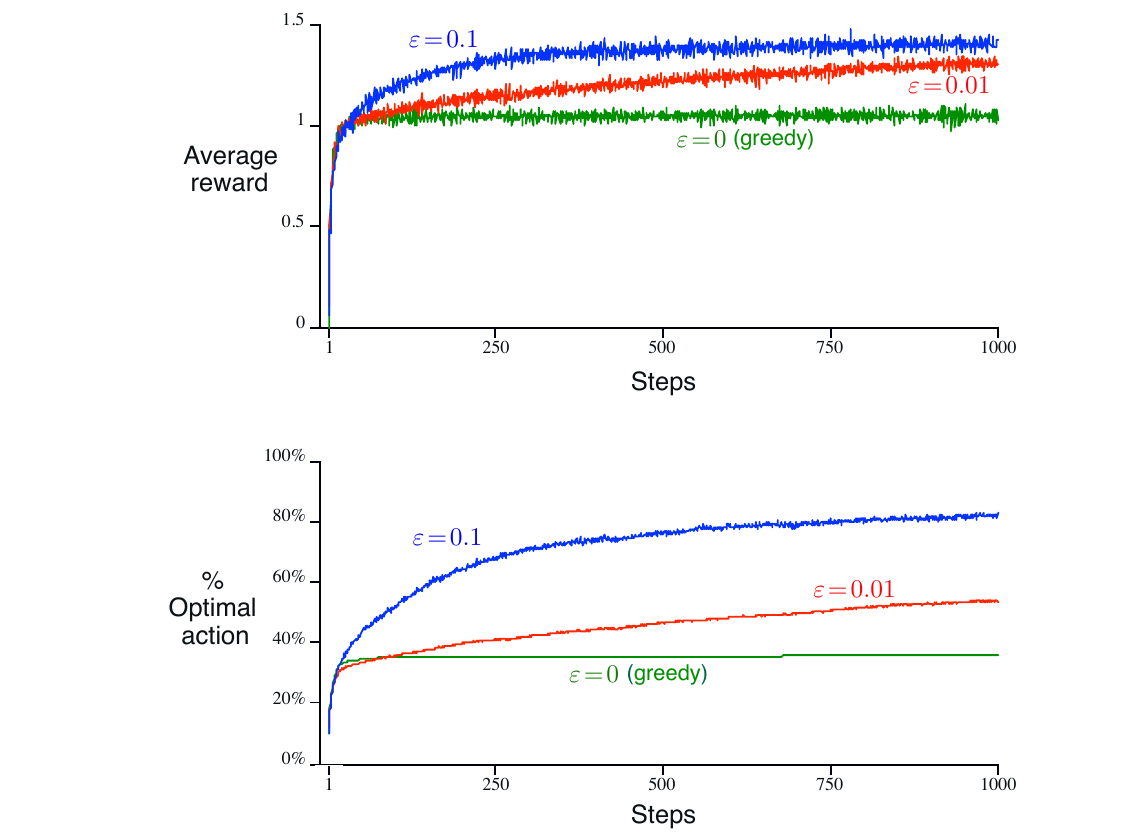 1.5
ε = 0.1
ε = 0.01
1
ε = 0 (greedy)
Average
reward
0.5
0
1
250
500
750
1000
Steps
100%
80%
ε = 0.1
60%
ε = 0.01
%
Optimal
action
40%
ε = 0 (greedy)
20%
0%
1
250
500
750
1000
Steps